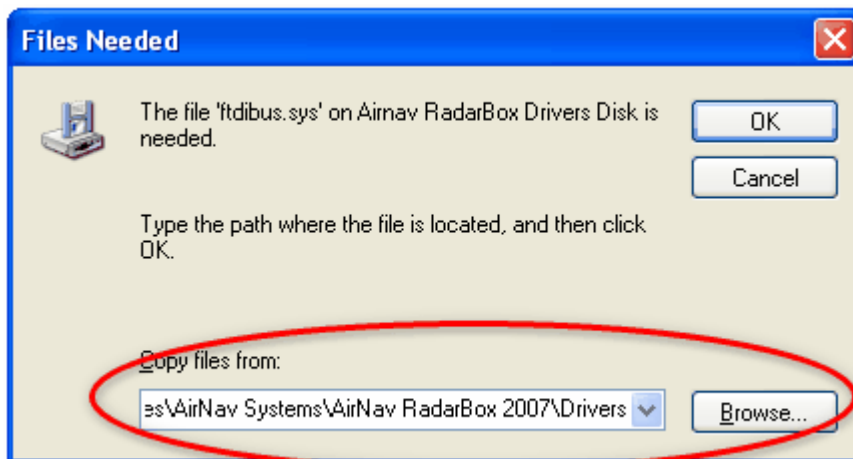 Files Needed
The file 'ftdibus.sys' on Airnav RadarBox Drivers Disk is
needed.
OK
Cancel
Type the path where the file is located, and then click
OK.
Copy files from:
es\AirNav Systems\AirNav RadarBox 2007\Drivers
Browse...